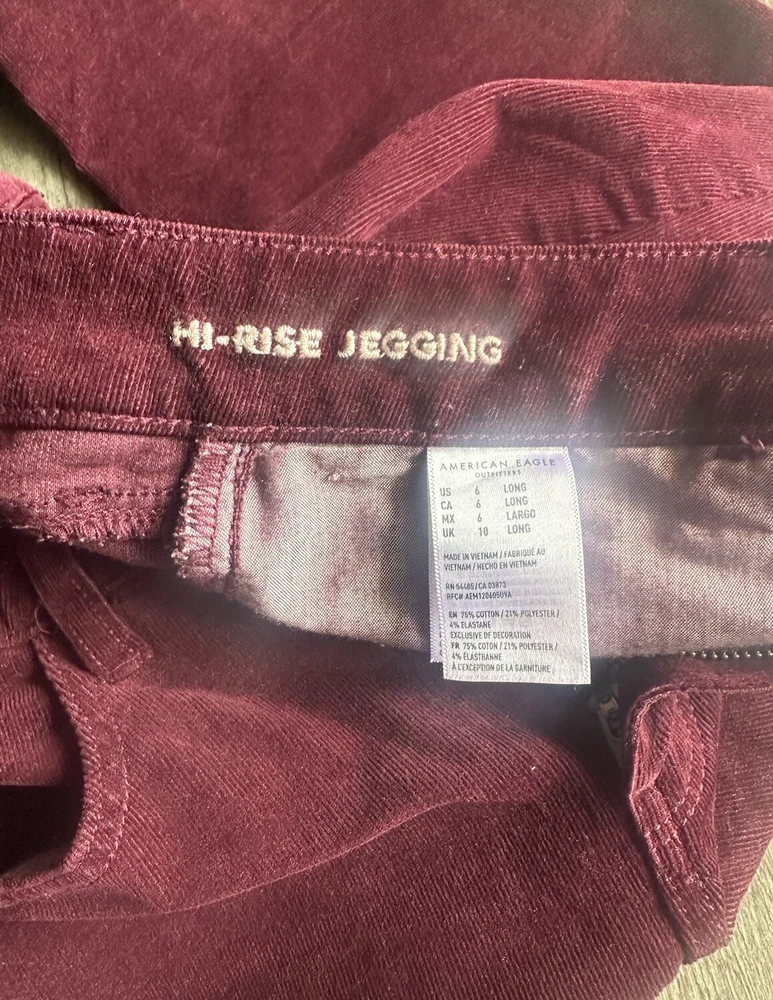 HI-RISE JEGGING
AMERICAN EAGLE
OUTFITTERS
US 6 LONG
CA 6 LONG
MX 6 LARGO
UK 10 LONG
MADE IN VIETNAM / FABRIQUÉ AU
VIETNAM / HECHO EN VIETNAM
RN 54485 / CA 03873
RFC# AEM120605U9A
EN 75% COTTON / 21% POLYESTER /
4% ELASTANE
EXCLUSIVE OF DECORATION
FR 75% COTON / 21% POLYESTER /
4% ÉLASTHANNE
À L'EXCEPTION DE LA GARNITURE